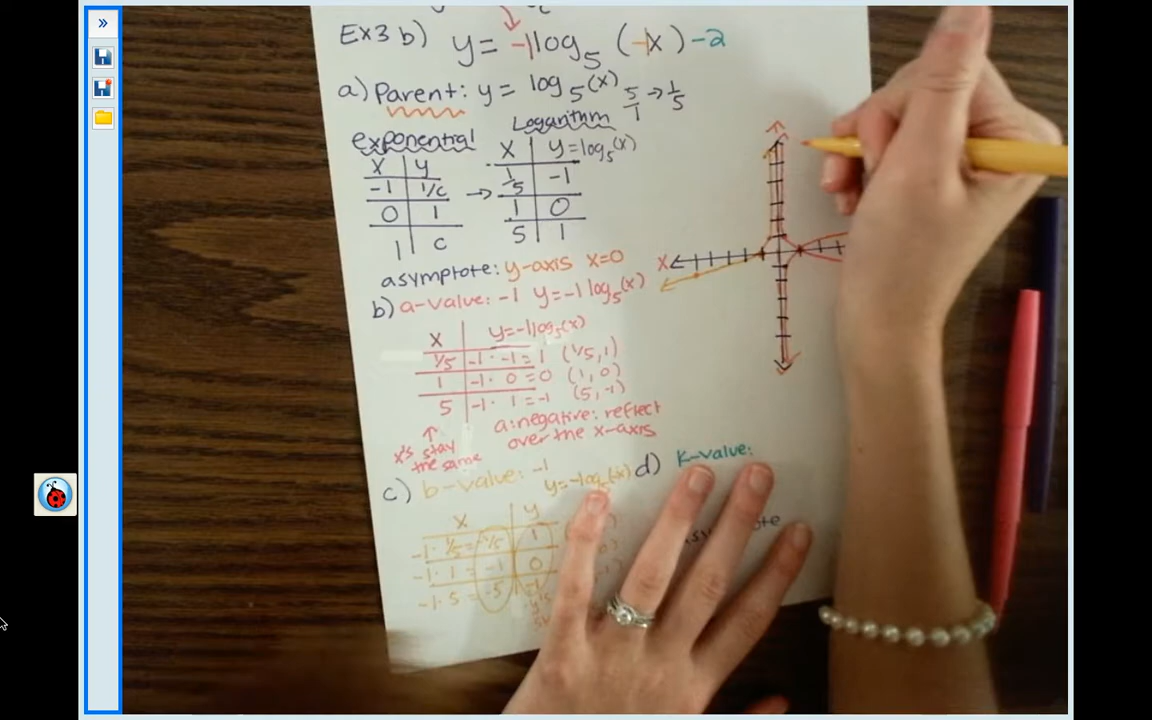 Ex3 b) y = -1log₅ (-1x) -2
a) Parent: y = log₅(x)
5/1 → 1/5
exponential
x | y
-1 | 1/c
0 | 1
1 | c
→
Logarithm
x | y=log₅(x)
1/5 | -1
1 | 0
5 | 1
asymptote: y-axis x=0
b) a-value: -1 y=-1log₅(x)
x | y=-1log₅(x)
1/5 | -1 · -1 = 1 (1/5, 1)
1 | -1 · 0 = 0 (1, 0)
5 | -1 · 1 = -1 (5, -1)
↑
x's stay
the same
a:negative: reflect
over the x-axis
c) b-value: -1
y=-log₅(-x)
x | y
-1 · 1/5 = -1/5 | 1
-1 · 1 = -1 | 0
-1 · 5 = -5 | -1
d) K-value:
X